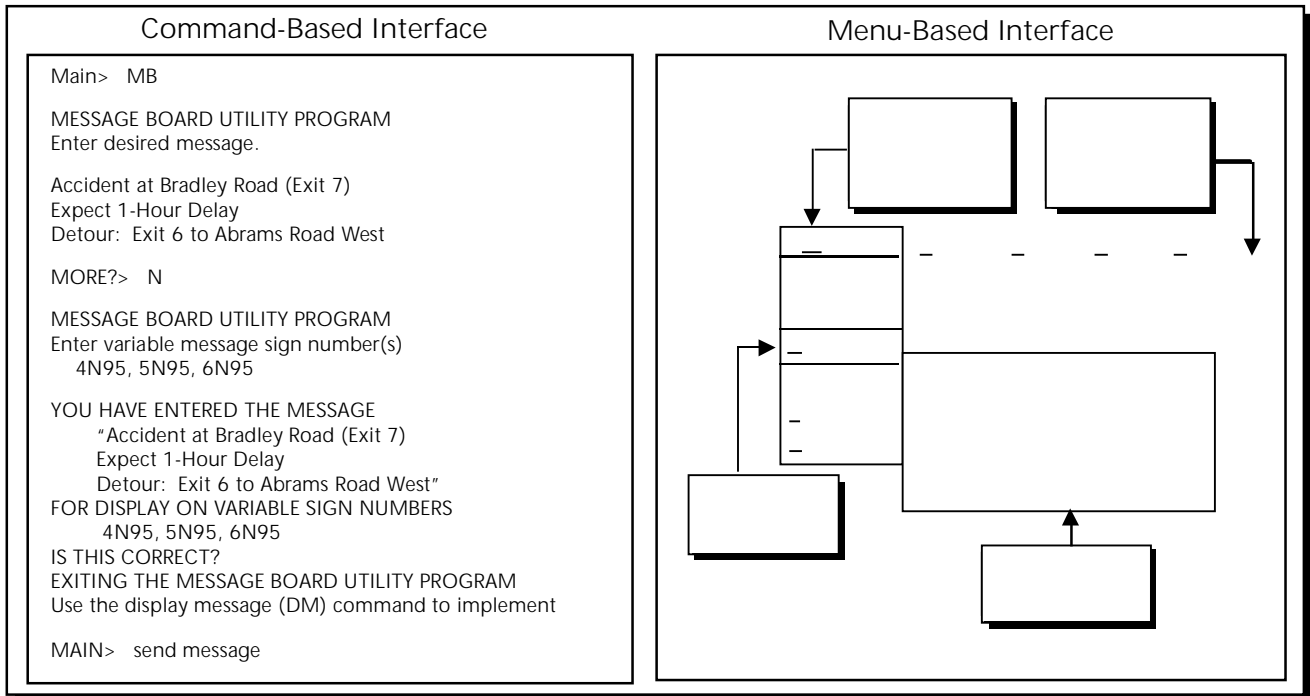 Command-Based Interface
Main> MB
MESSAGE BOARD UTILITY PROGRAM
Enter desired message.
Accident at Bradley Road (Exit 7)
Expect 1-Hour Delay
Detour: Exit 6 to Abrams Road West
MORE?> N
MESSAGE BOARD UTILITY PROGRAM
Enter variable message sign number(s)
4N95, 5N95, 6N95
YOU HAVE ENTERED THE MESSAGE
"Accident at Bradley Road (Exit 7)
Expect 1-Hour Delay
Detour: Exit 6 to Abrams Road West"
FOR DISPLAY ON VARIABLE SIGN NUMBERS
4N95, 5N95, 6N95
IS THIS CORRECT?
EXITING THE MESSAGE BOARD UTILITY PROGRAM
Use the display message (DM) command to implement
MAIN> send message
Menu-Based Interface